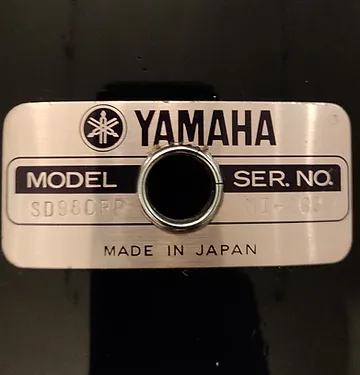 YAMAHA
MODEL SER. NO.
MADE IN JAPAN